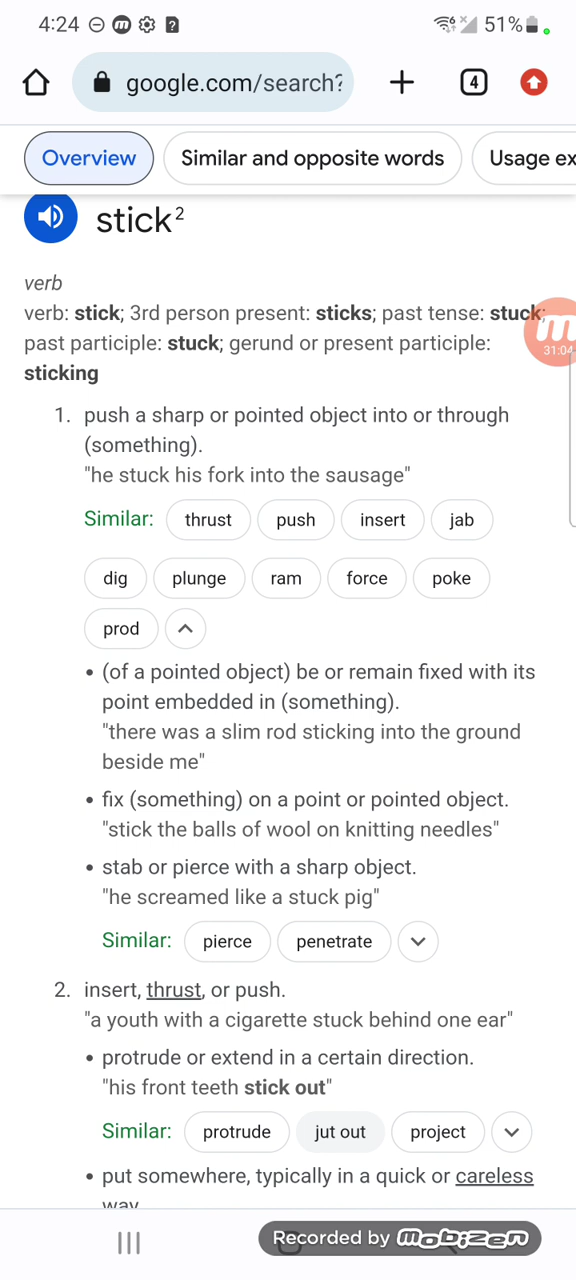 4:24 51%
google.com/search? 4
Overview Similar and opposite words Usage ex
stick²
verb
verb: stick; 3rd person present: sticks; past tense: stuck;
past participle: stuck; gerund or present participle:
sticking
31:04
1. push a sharp or pointed object into or through
(something).
"he stuck his fork into the sausage"
Similar: thrust push insert jab
dig plunge ram force poke
prod
• (of a pointed object) be or remain fixed with its
point embedded in (something).
"there was a slim rod sticking into the ground
beside me"
• fix (something) on a point or pointed object.
"stick the balls of wool on knitting needles"
• stab or pierce with a sharp object.
"he screamed like a stuck pig"
Similar: pierce penetrate
2. insert, thrust, or push.
"a youth with a cigarette stuck behind one ear"
• protrude or extend in a certain direction.
"his front teeth stick out"
Similar: protrude jut out project
• put somewhere, typically in a quick or careless
way.
Recorded by mobizen